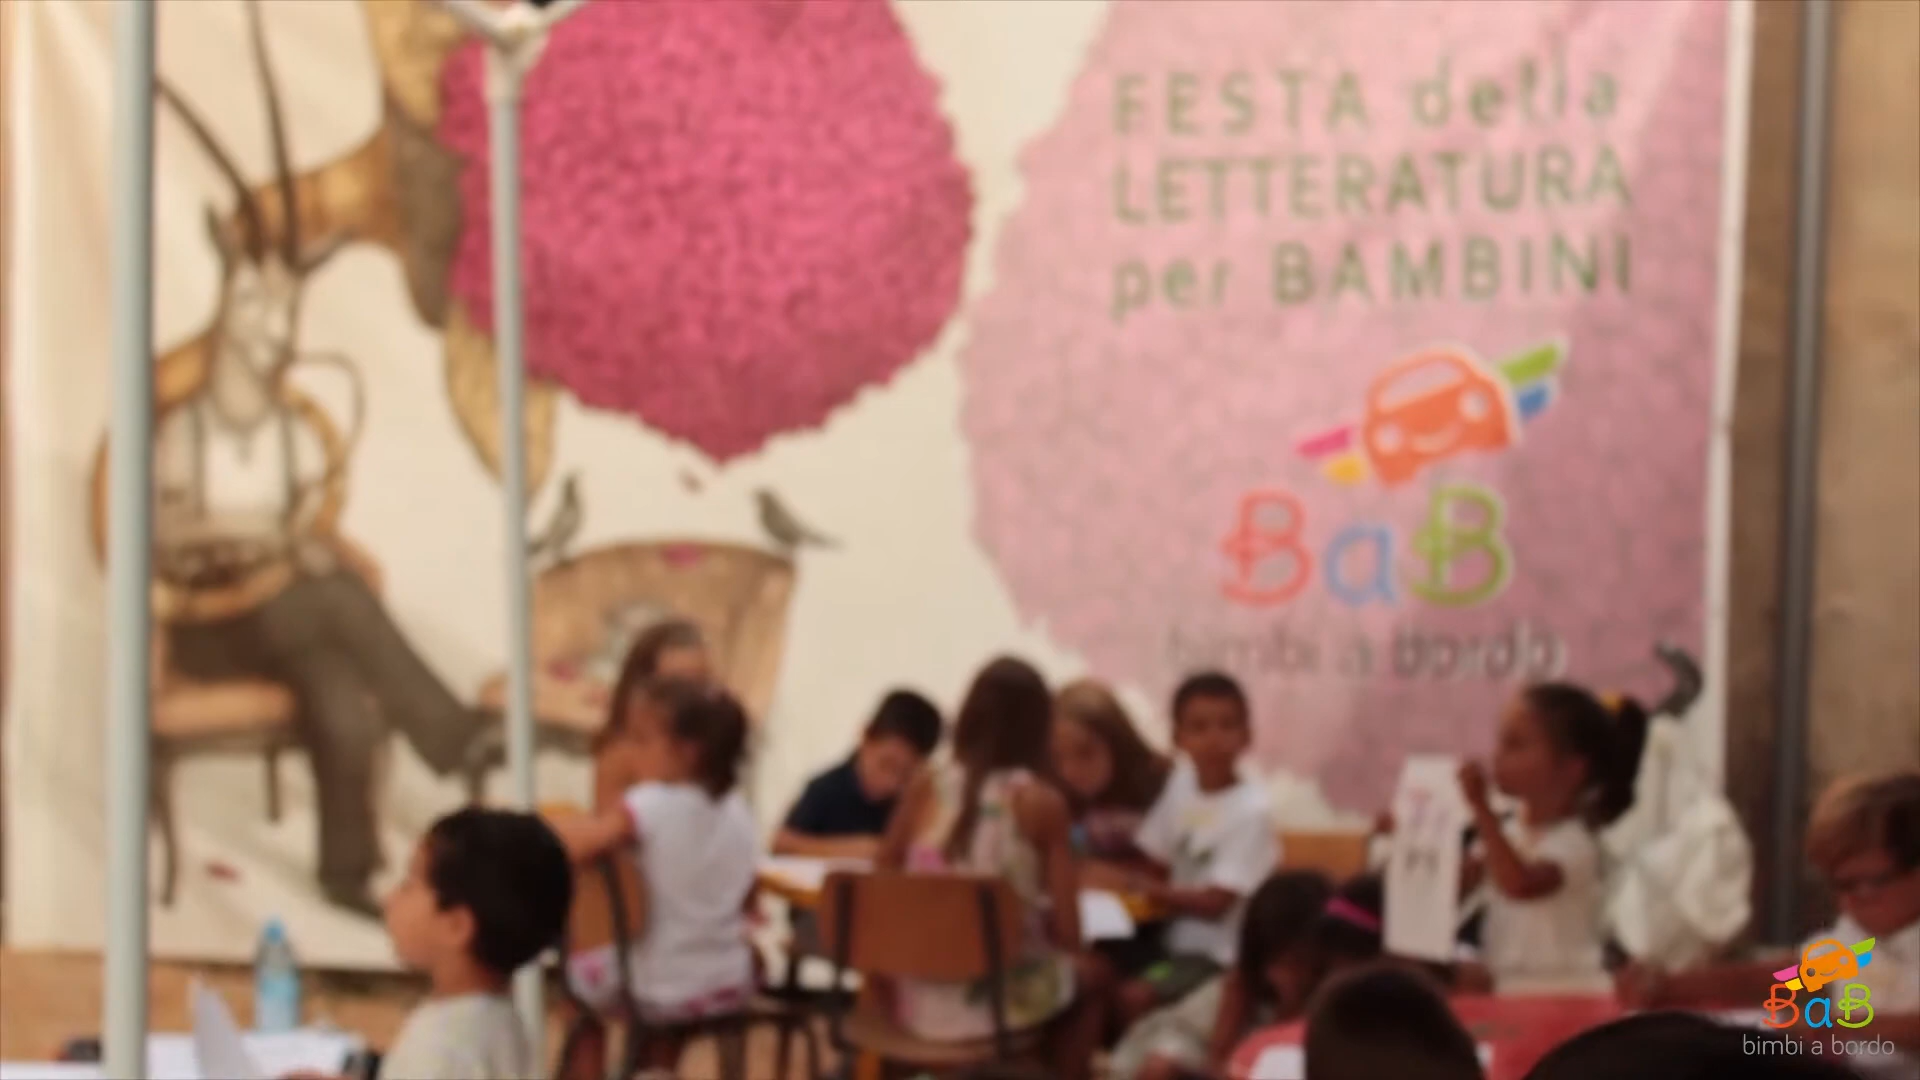 FESTA della
LETTERATURA
per BAMBINI
BaB
bimbi a bordo
BaB
bimbi a bordo